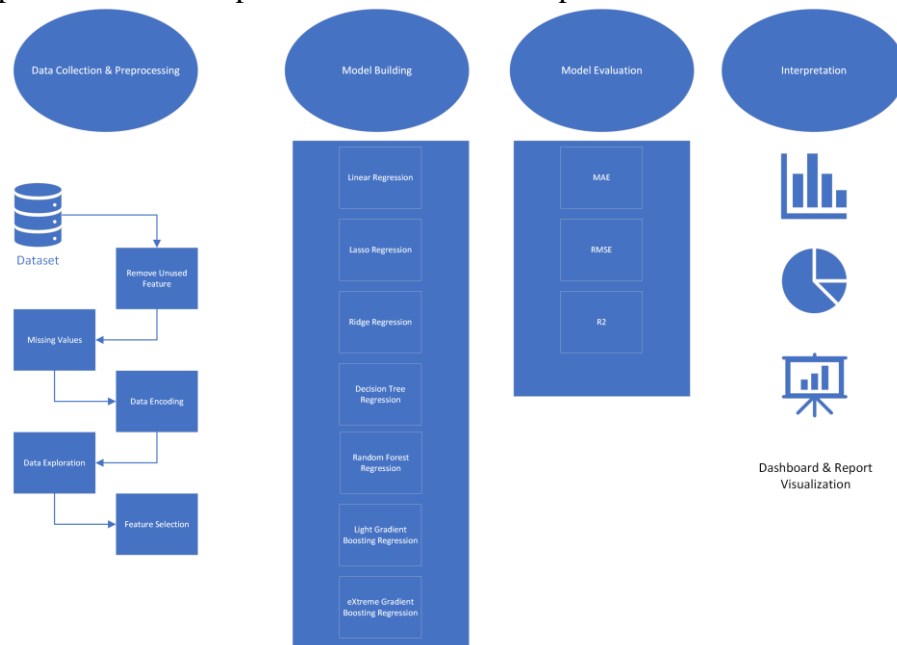 Data Collection & Preprocessing
Model Building
Model Evaluation
Interpretation
Dataset
Remove Unused
Feature
Missing Values
Data Encoding
Data Exploration
Feature Selection
Linear Regression
Lasso Regression
Ridge Regression
Decision Tree
Regression
Random Forest
Regression
Light Gradient
Boosting Regression
eXtreme Gradient
Boosting Regression
MAE
RMSE
R2
Dashboard & Report
Visualization